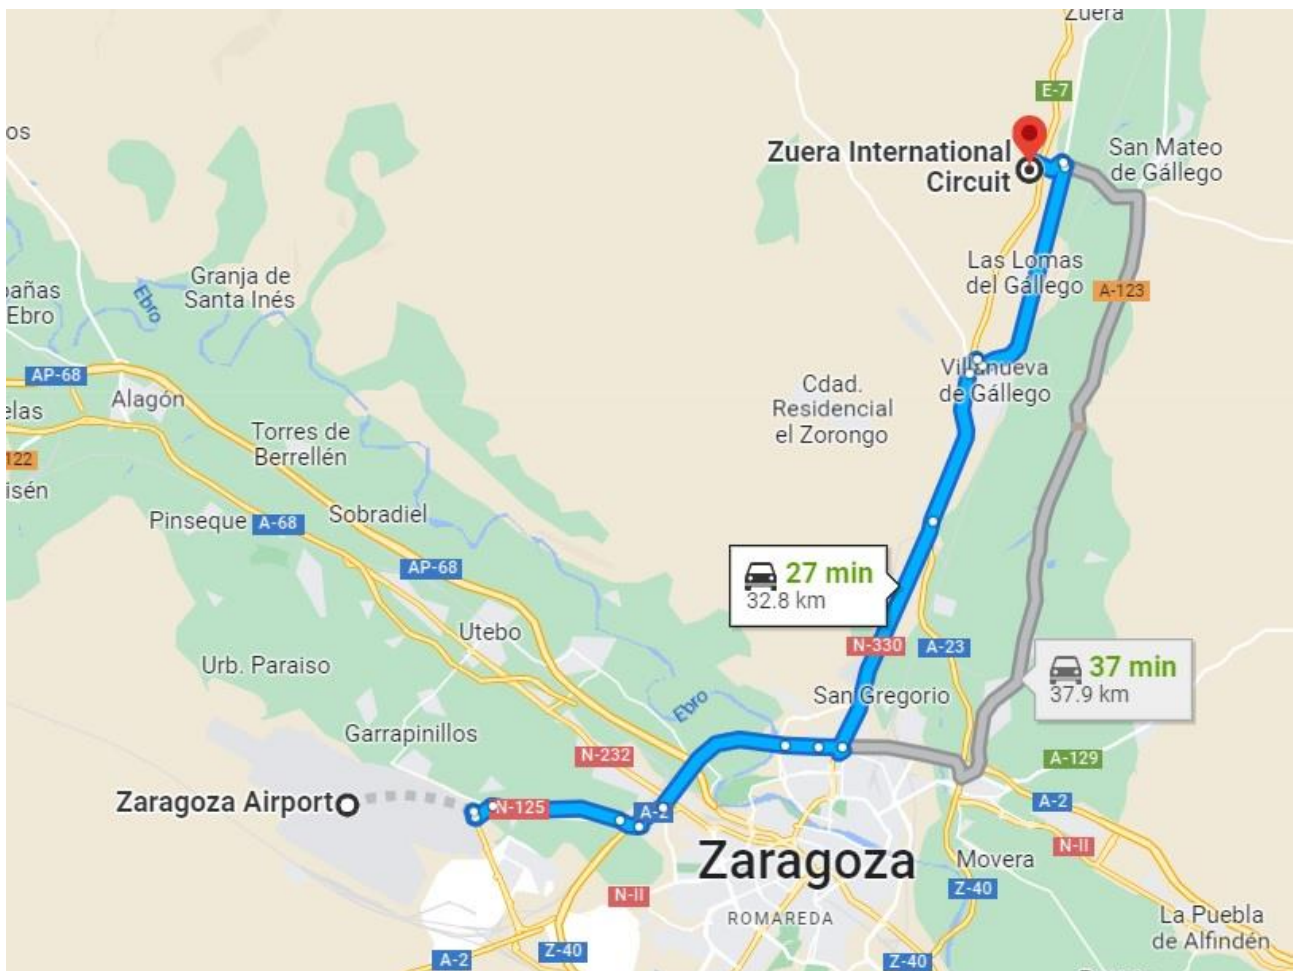 Zuera
E-7
os
Zuera International
Circuit
San Mateo
de Gállego
Granja de
Santa Inés
Ebro
Las Lomas
del Gállego
A-123
Ebro
AP-68
Alagón
Villanueva
de Gállego
Cdad.
Residencial
el Zorongo
elas
Torres de
Berrellén
122
isén
Pinseque
A-68
Sobradiel
AP-68
27 min
32.8 km
Utebo
N-330
A-23
Urb. Paraiso
37 min
37.9 km
San Gregorio
Ebro
Garrapinillos
N-232
A-129
Zaragoza Airport
N-125
A-2
A-2
Zaragoza
Movera
N-II
N-II
Z-40
ROMAREDA
La Puebla
de Alfindén
A-2
Z-40
Z-40